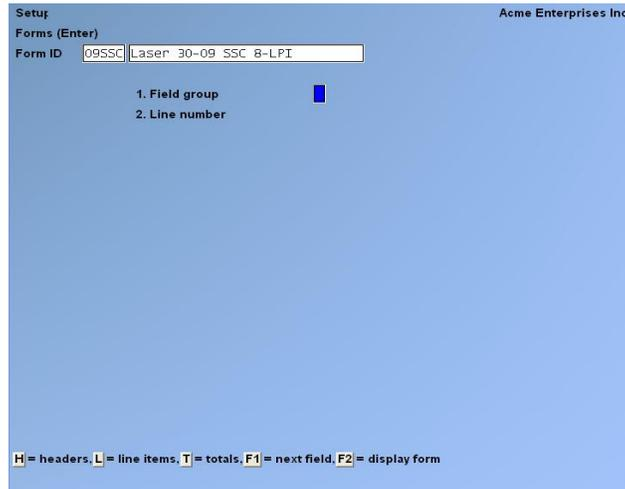 Setup Acme Enterprises Inc
Forms (Enter)
Form ID 09SSC Laser 30-09 SSC 8-LPI
1. Field group
2. Line number
H = headers, L = line items, T = totals, F1 = next field, F2 = display form